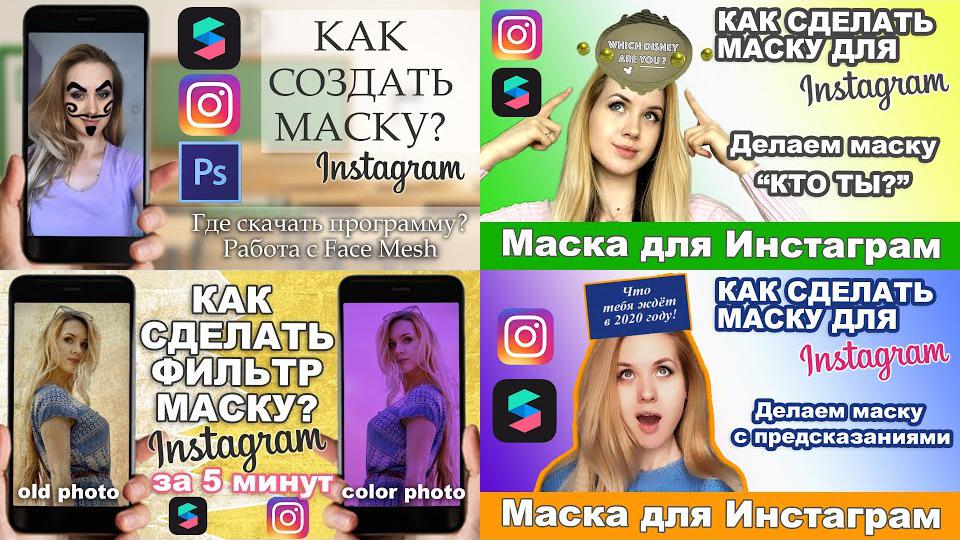 КАК
СОЗДАТЬ
МАСКУ?
Instagram
Ps
Где скачать программу?
Работа с Face Mesh
WHICH DISNEY
ARE YOU?
КАК СДЕЛАТЬ
МАСКУ ДЛЯ
Instagram
Делаем маску
“КТО ТЫ?”
Маска для Инстаграм
КАК
СДЕЛАТЬ
ФИЛЬТР
МАСКУ?
Instagram
за 5 минут
old photo
color photo
Что
тебя ждёт
в 2020 году!
КАК СДЕЛАТЬ
МАСКУ ДЛЯ
Instagram
Делаем маску
с предсказаниями
Маска для Инстаграм